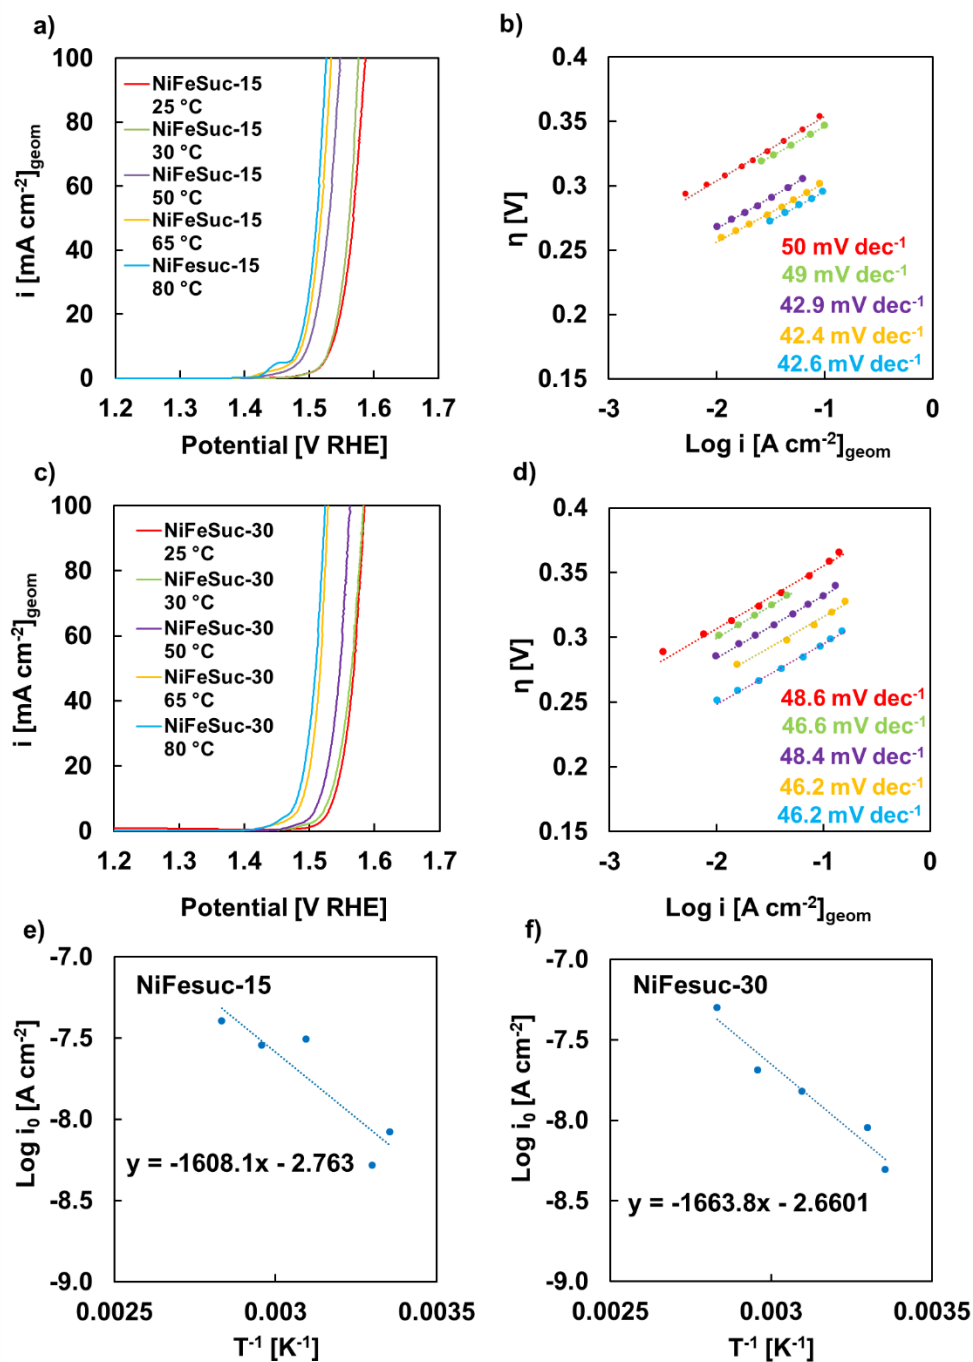 a)
100
80
60
40
20
0
i [mA cm⁻²]geom
NiFeSuc-15
25 °C
NiFeSuc-15
30 °C
NiFeSuc-15
50 °C
NiFeSuc-15
65 °C
NiFesuc-15
80 °C
1.2 1.3 1.4 1.5 1.6 1.7
Potential [V RHE]
b)
0.4
0.35
0.3
0.25
0.2
0.15
η [V]
50 mV dec⁻¹
49 mV dec⁻¹
42.9 mV dec⁻¹
42.4 mV dec⁻¹
42.6 mV dec⁻¹
-3 -2 -1 0
Log i [A cm⁻²]geom
c)
100
80
60
40
20
0
i [mA cm⁻²]geom
NiFeSuc-30
25 °C
NiFeSuc-30
30 °C
NiFeSuc-30
50 °C
NiFeSuc-30
65 °C
NiFeSuc-30
80 °C
1.2 1.3 1.4 1.5 1.6 1.7
Potential [V RHE]
d)
0.4
0.35
0.3
0.25
0.2
0.15
η [V]
48.6 mV dec⁻¹
46.6 mV dec⁻¹
48.4 mV dec⁻¹
46.2 mV dec⁻¹
46.2 mV dec⁻¹
-3 -2 -1 0
Log i [A cm⁻²]geom
e)
-7.0
-7.5
-8.0
-8.5
-9.0
Log i₀ [A cm⁻²]
NiFesuc-15
y = -1608.1x - 2.763
0.0025 0.003 0.0035
T⁻¹ [K⁻¹]
f)
-7.0
-7.5
-8.0
-8.5
-9.0
Log i₀ [A cm⁻²]
NiFesuc-30
y = -1663.8x - 2.6601
0.0025 0.003 0.0035
T⁻¹ [K⁻¹]